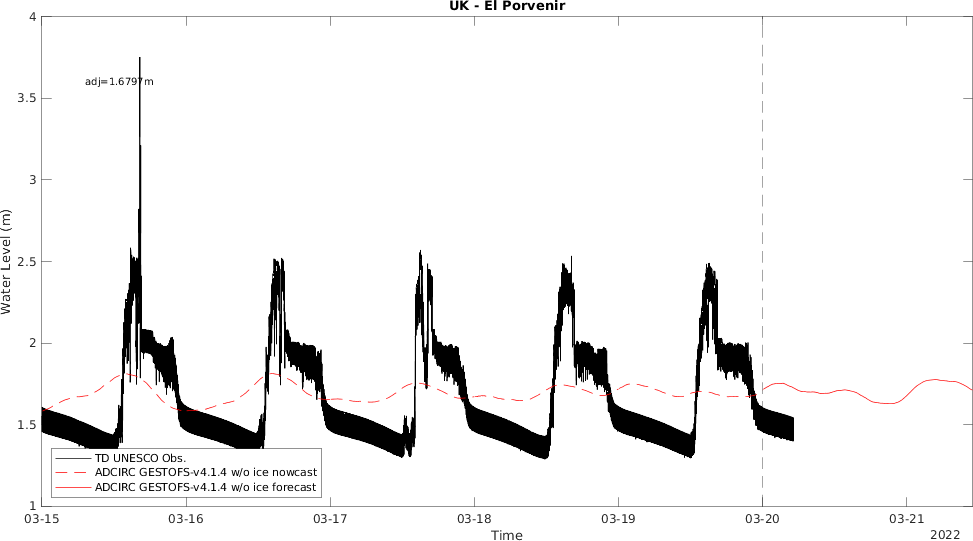 UK - El Porvenir
4
adj=1.6797m
3.5
3
2.5
Water Level (m)
2
1.5
TD UNESCO Obs.
ADCIRC GESTOFS-v4.1.4 w/o ice nowcast
ADCIRC GESTOFS-v4.1.4 w/o ice forecast
1
03-15 03-16 03-17 03-18 03-19 03-20 03-21
Time
2022